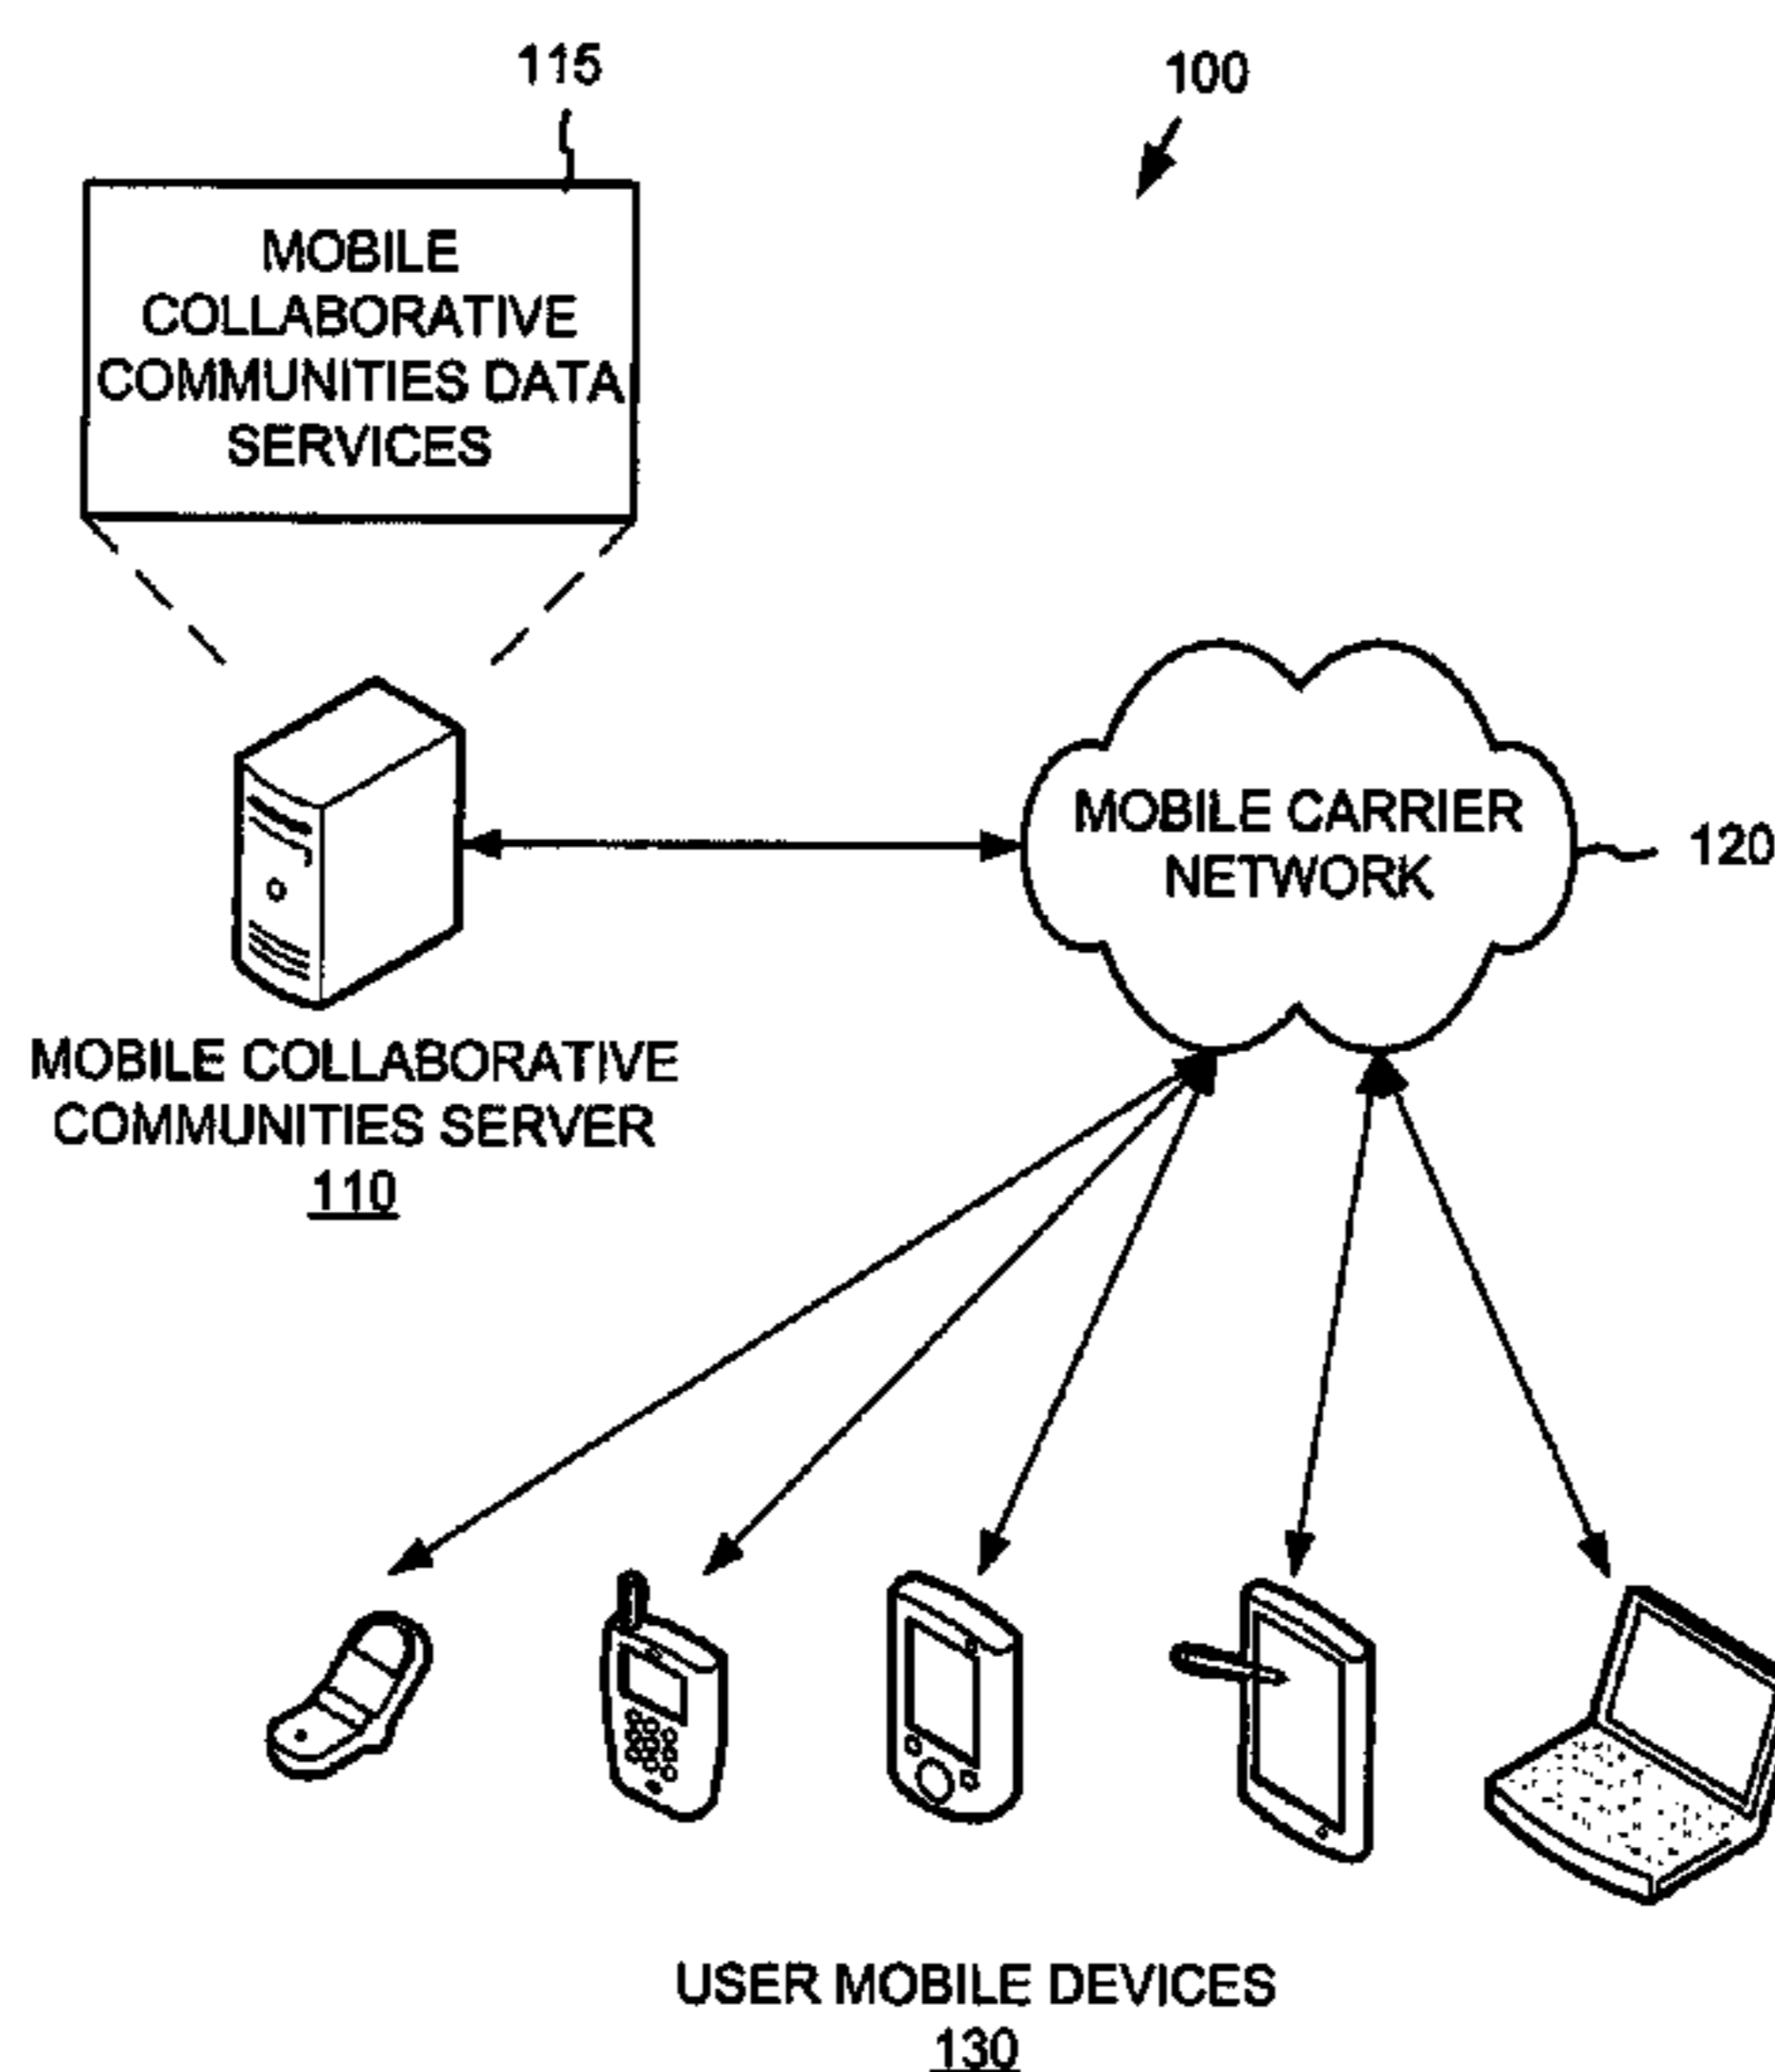 115
100
MOBILE
COLLABORATIVE
COMMUNITIES DATA
SERVICES
MOBILE CARRIER
NETWORK
120
MOBILE COLLABORATIVE
COMMUNITIES SERVER
110
USER MOBILE DEVICES
130